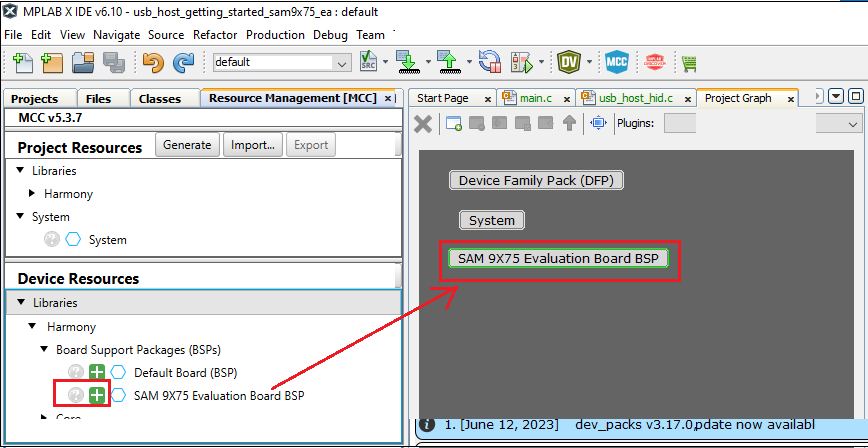 MPLAB X IDE v6.10 - usb_host_getting_started_sam9x75_ea : default
File Edit View Navigate Source Refactor Production Debug Team
default
SRC
DV
MCC
Projects Files Classes Resource Management [MCC] ×
MCC v5.3.7
Project Resources Generate Import... Export
Libraries
Harmony
System
? System
Device Resources
Libraries
Harmony
Board Support Packages (BSPs)
? Default Board (BSP)
? SAM 9X75 Evaluation Board BSP
Core
Start Page × main.c × usb_host_hid.c × Project Graph ×
Plugins:
Device Family Pack (DFP)
System
SAM 9X75 Evaluation Board BSP
1. [June 12, 2023] dev_packs v3.17.0,pdate now availabl